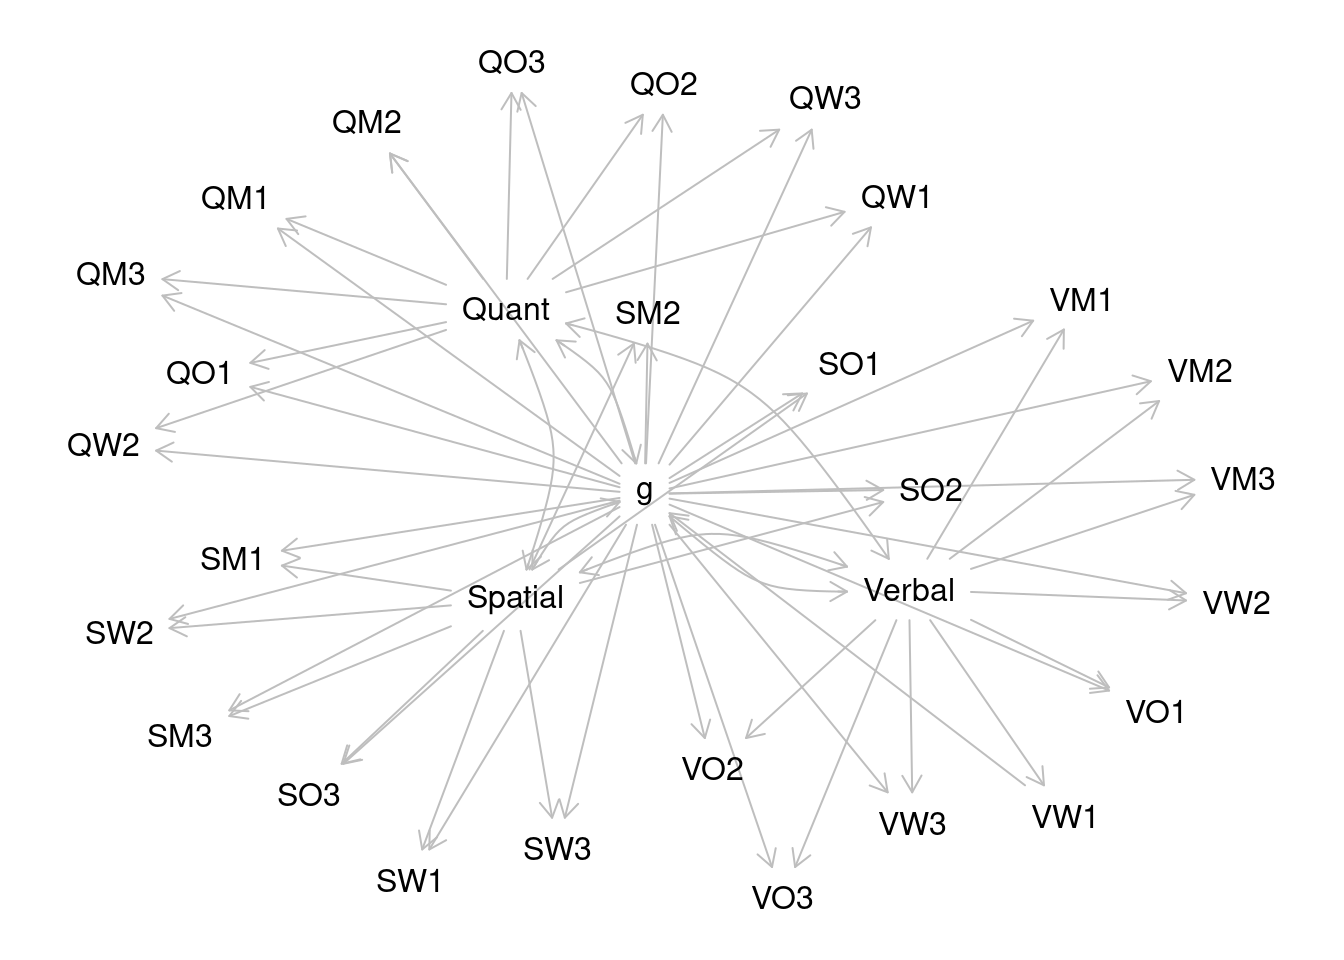 QO3
QO2
QW3
QM2
QM1
QW1
QM3
VM1
Quant
SM2
SO1
VM2
QO1
QW2
VM3
g
SO2
SM1
Verbal
Spatial
VW2
SW2
VO1
SM3
VO2
SO3
VW1
VW3
SW3
SW1
VO3